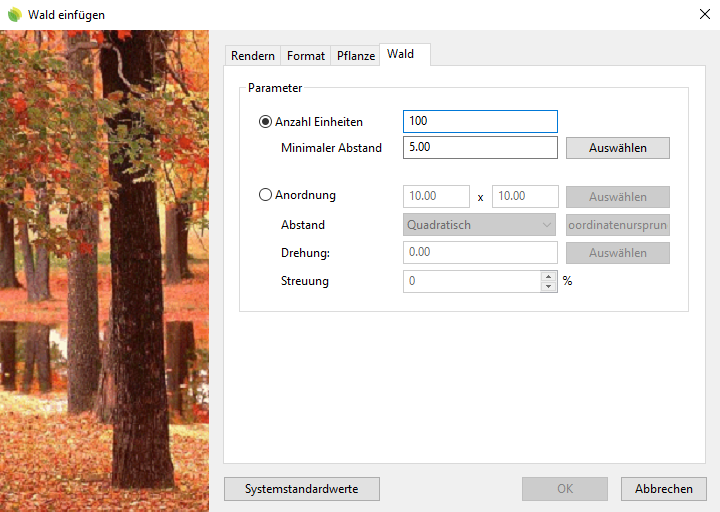 Wald einfügen
Rendern Format Pflanze Wald
Parameter
Anzahl Einheiten 100
Minimaler Abstand 5.00 Auswählen
Anordnung 10.00 x 10.00 Auswählen
Abstand Quadratisch oordinatenursprun
Drehung: 0.00 Auswählen
Streuung 0 %
Systemstandardwerte OK Abbrechen